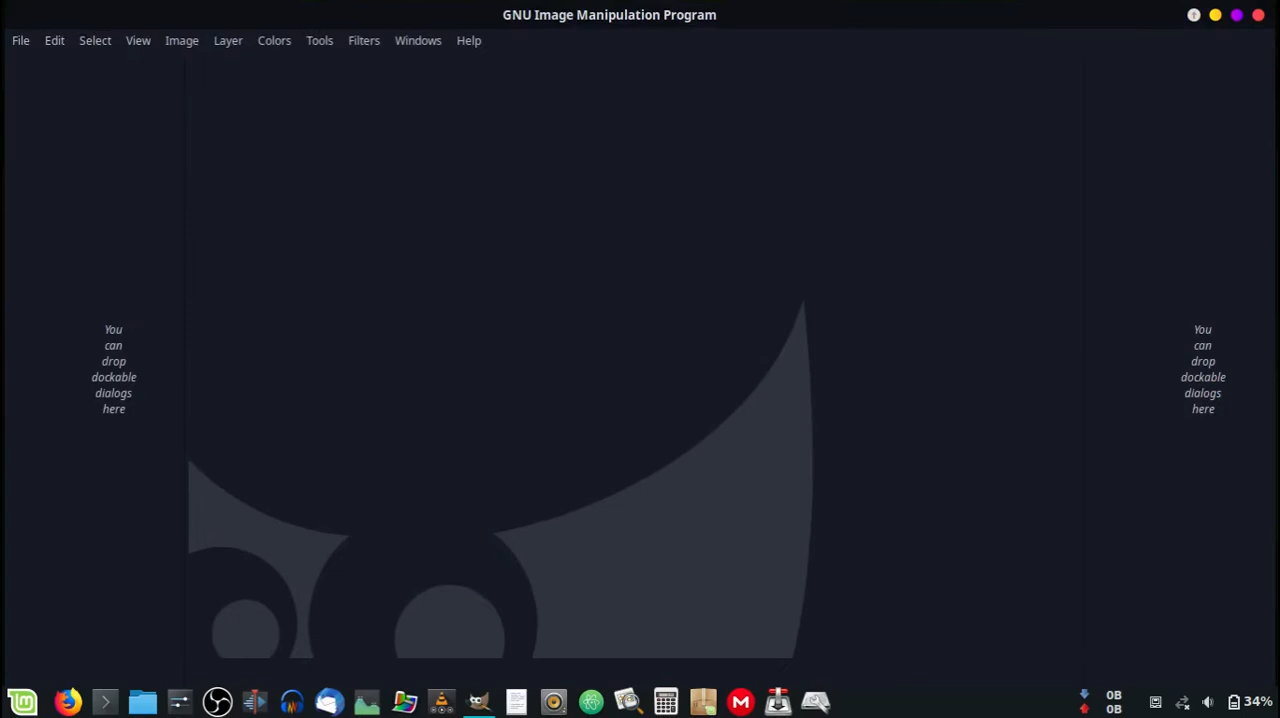 GNU Image Manipulation Program
File Edit Select View Image Layer Colors Tools Filters Windows Help
You
can
drop
dockable
dialogs
here
You
can
drop
dockable
dialogs
here
0B
0B
34%